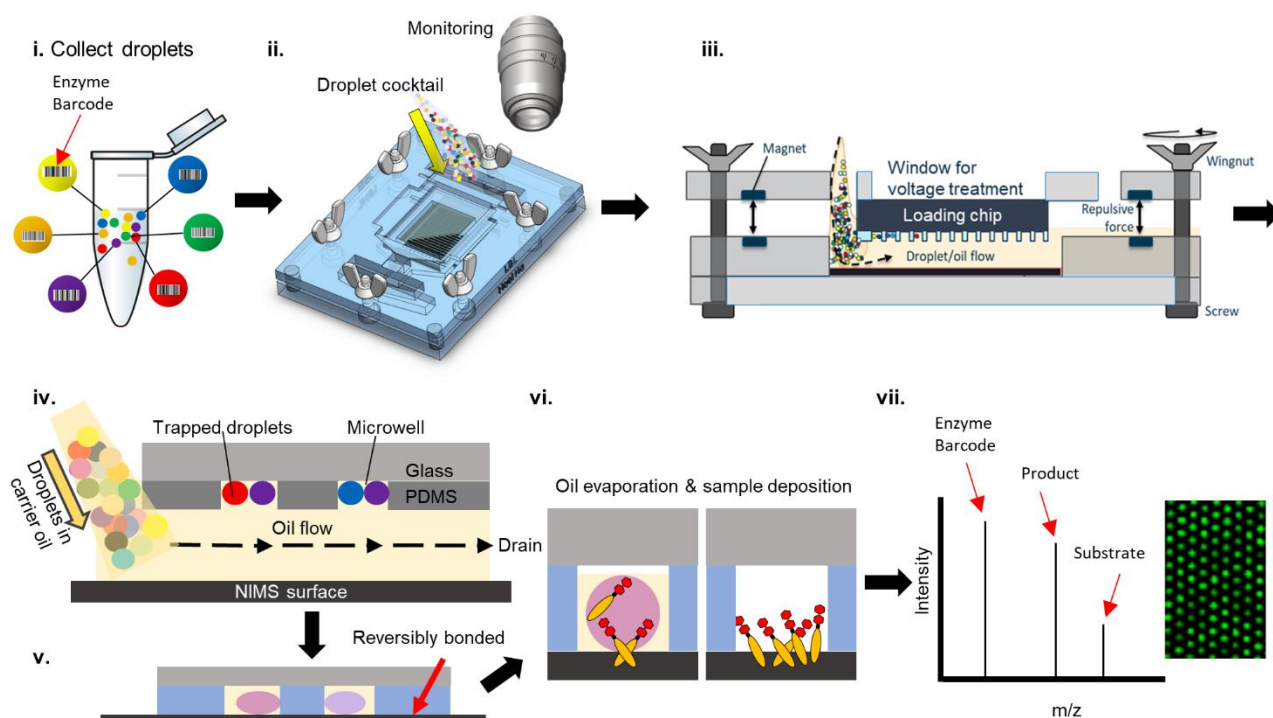 i. Collect droplets
Enzyme
Barcode
ii.
Monitoring
Droplet cocktail
LBL
iii.
Magnet
Window for
voltage treatment
Loading chip
Repulsive
force
Wingnut
Droplet/oil flow
Screw
iv.
Trapped droplets
Microwell
Glass
PDMS
Droplets in
carrier oil
Oil flow
Drain
NIMS surface
v.
Reversibly bonded
vi.
Oil evaporation & sample deposition
vii.
Enzyme
Barcode
Product
Substrate
Intensity
m/z